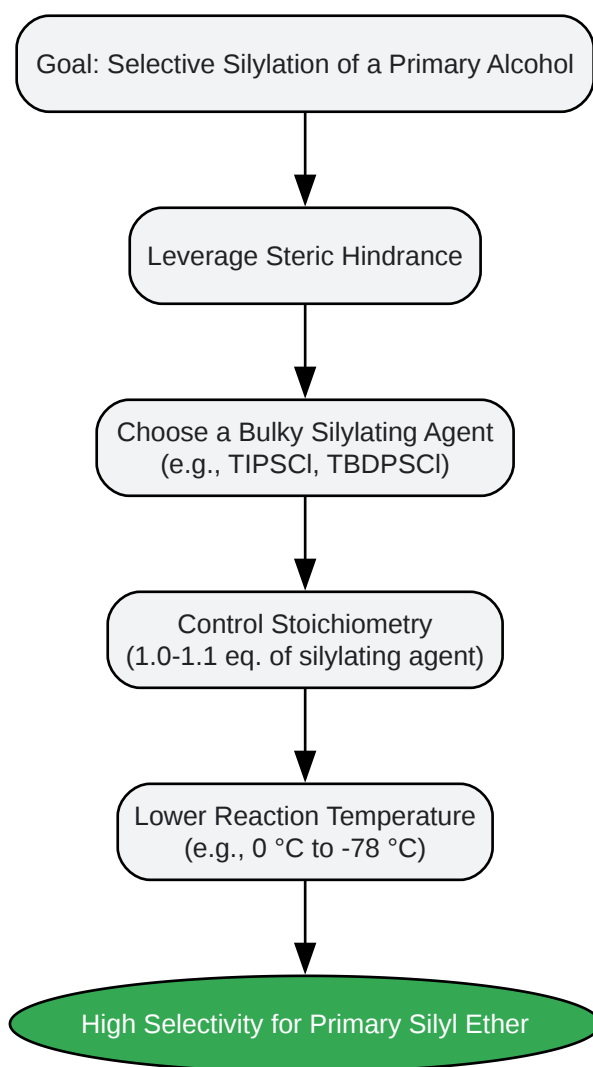 Goal: Selective Silylation of a Primary Alcohol
Leverage Steric Hindrance
Choose a Bulky Silylating Agent
(e.g., TIPSCl, TBDPSCl)
Control Stoichiometry
(1.0-1.1 eq. of silylating agent)
Lower Reaction Temperature
(e.g., 0 °C to -78 °C)
High Selectivity for Primary Silyl Ether